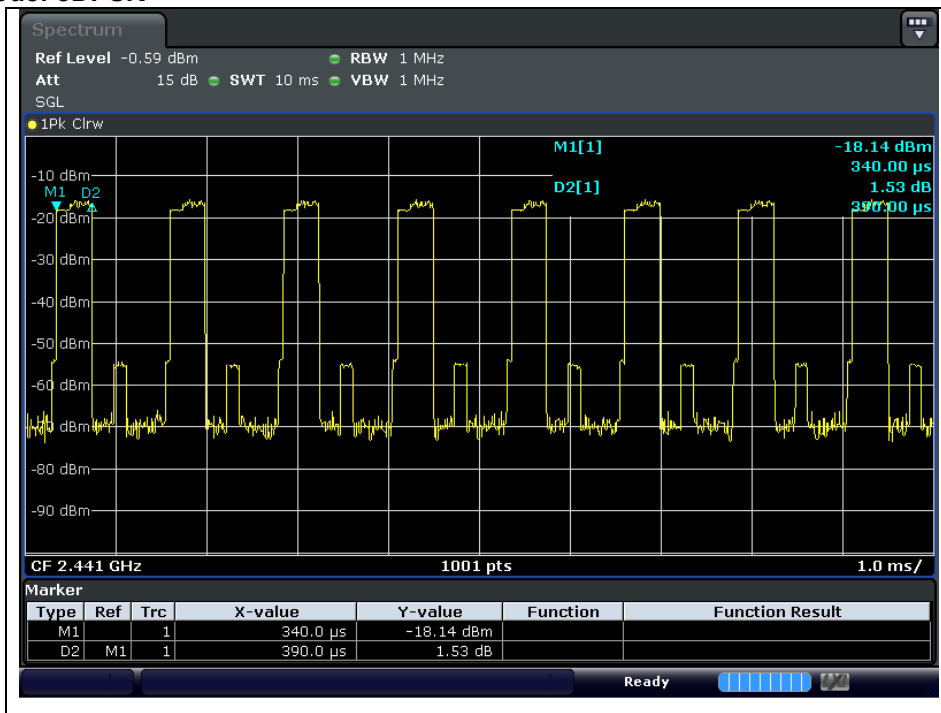 Spectrum
Ref Level -0.59 dBm RBW 1 MHz
Att 15 dB SWT 10 ms VBW 1 MHz
SGL
1Pk Clrw
M1[1] -18.14 dBm
340.00 µs
D2[1] 1.53 dB
390.00 µs
-10 dBm
M1 D2
-20 dBm
-30 dBm
-40 dBm
-50 dBm
-60 dBm
-70 dBm
-80 dBm
-90 dBm
CF 2.441 GHz 1001 pts 1.0 ms/
Marker
Type Ref Trc X-value Y-value Function Function Result
M1 1 340.0 µs -18.14 dBm
D2 M1 1 390.0 µs 1.53 dB
Ready